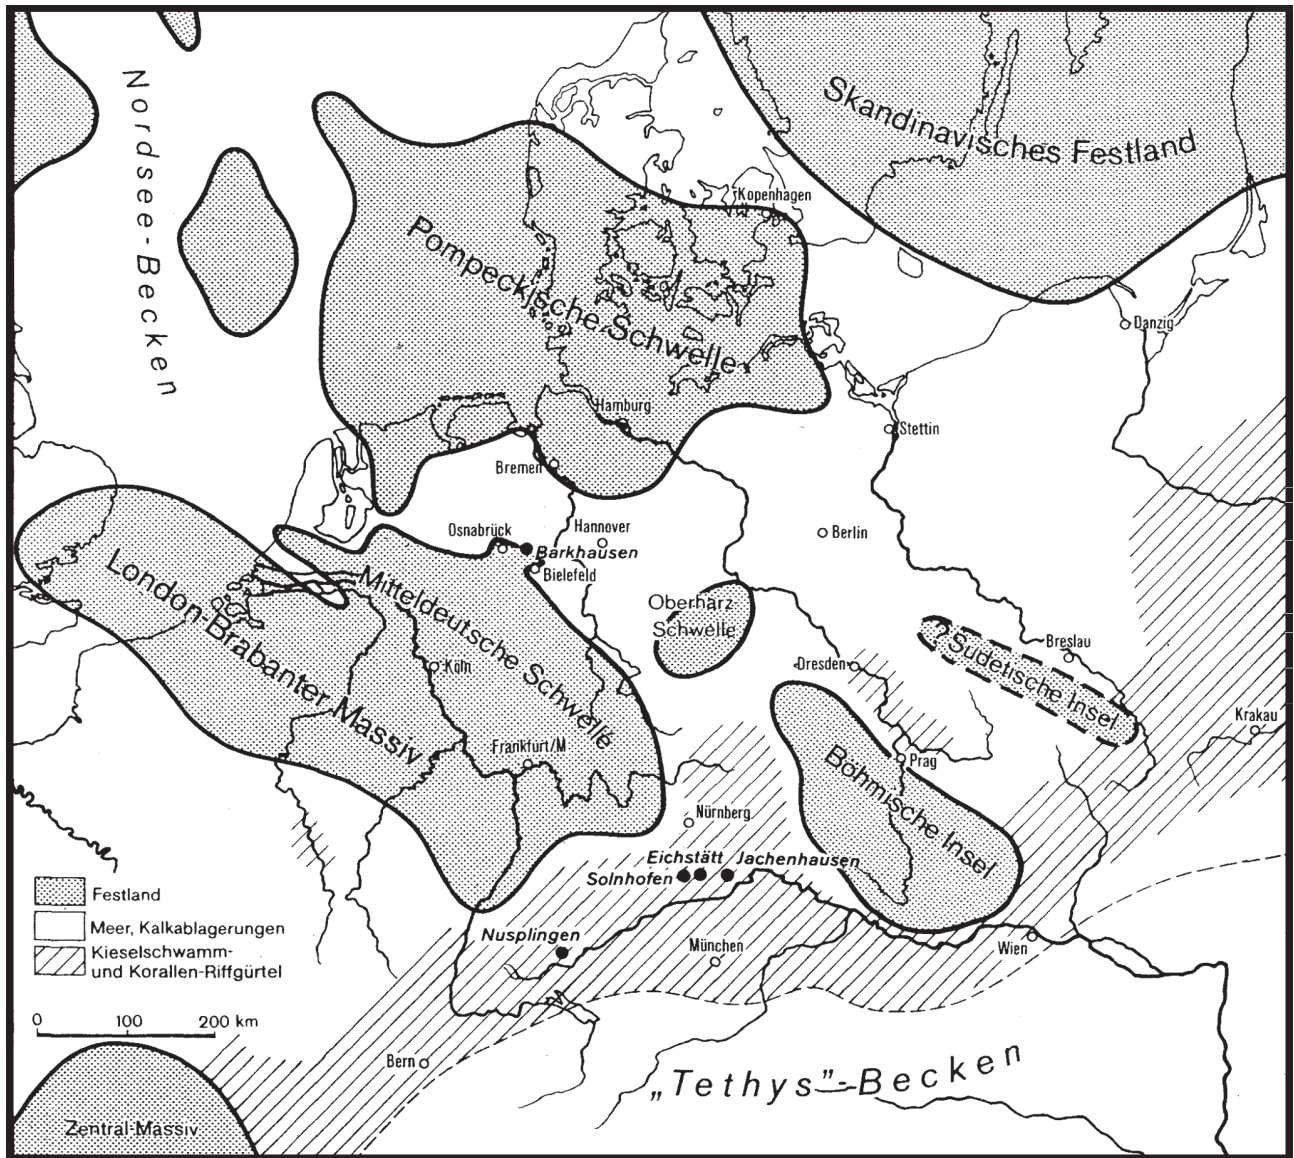 Nordsee-Becken
Skandinavisches Festland
Kopenhagen
Pompeckj'sche Schwelle
Danzig
Hamburg
Stettin
Bremen
Osnabrück
Hannover
Berlin
Barkhausen
Bielefeld
London-Brabanter Massiv
Mitteldeutsche Schwelle
Oberharz
Schwelle
? Sudetische Insel
Breslau
Köln
Dresden
Krakau
Frankfurt/M
Prag
Böhmische Insel
Nürnberg
Eichstätt
Jachenhausen
Solnhofen
Festland
Meer, Kalkablagerungen
Kieselschwamm-
und Korallen-Riffgürtel
Nusplingen
München
Wien
0 100 200 km
Bern
„Tethys”-Becken
Zentral-Massiv